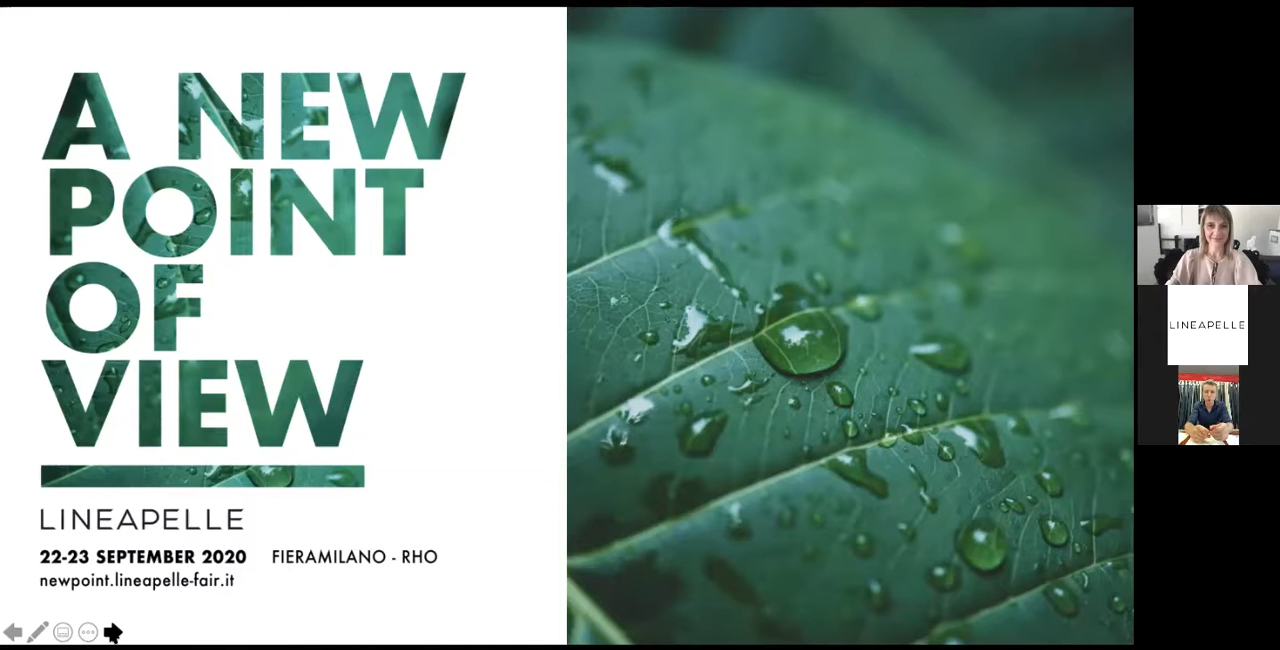 A NEW
POINT
OF
VIEW
LINEAPELLE
22-23 SEPTEMBER 2020 FIERAMILANO - RHO
newpoint.lineapelle-fair.it
LINEAPELLE